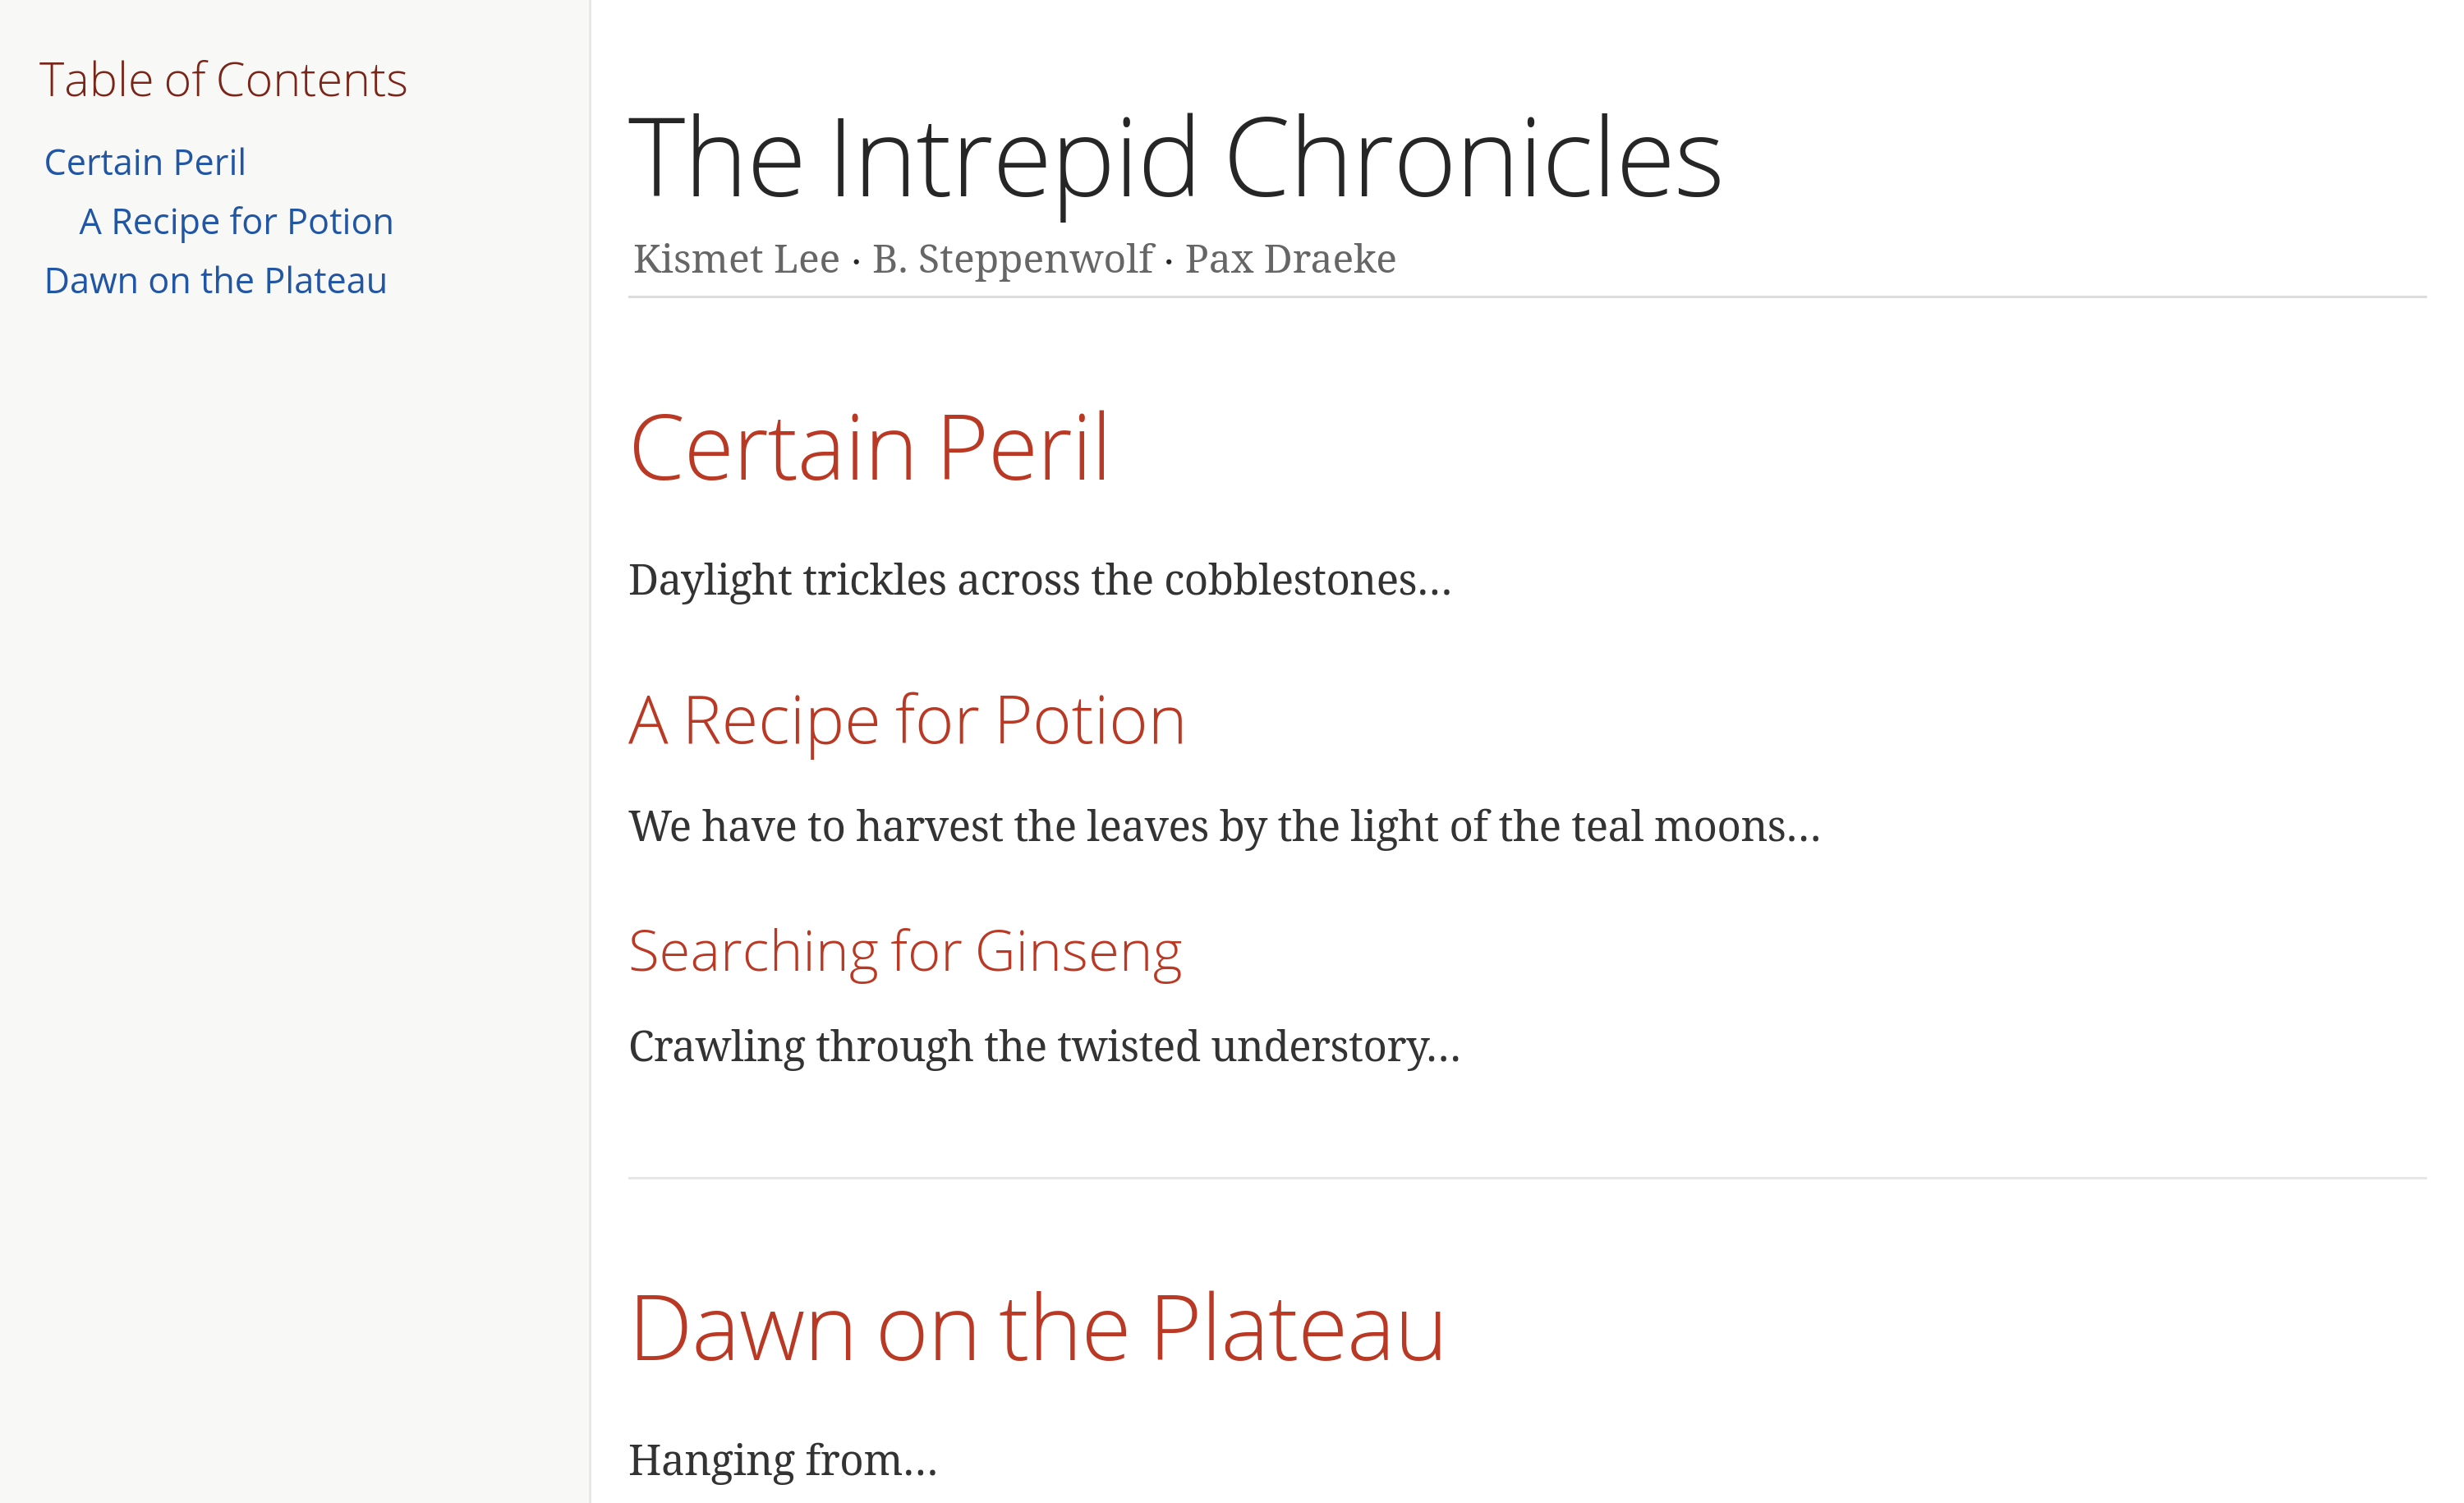 Table of Contents
Certain Peril
A Recipe for Potion
Dawn on the Plateau
The Intrepid Chronicles
Kismet Lee · B. Steppenwolf · Pax Draeke
Certain Peril
Daylight trickles across the cobblestones…
A Recipe for Potion
We have to harvest the leaves by the light of the teal moons…
Searching for Ginseng
Crawling through the twisted understory…
Dawn on the Plateau
Hanging from…